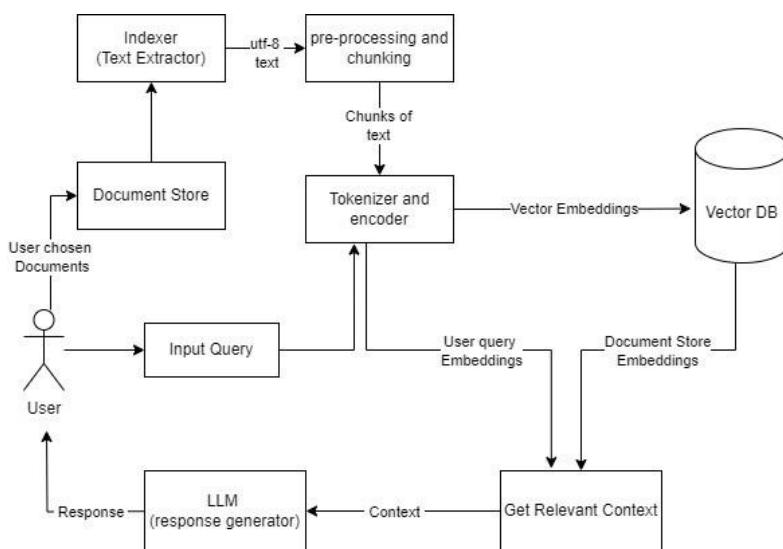 Indexer
(Text Extractor)
utf-8
text
pre-processing and
chunking
Chunks of
text
Document Store
Tokenizer and
encoder
Vector Embeddings
Vector DB
User chosen
Documents
Input Query
User query
Embeddings
Document Store
Embeddings
User
Response
LLM
(response generator)
Context
Get Relevant Context